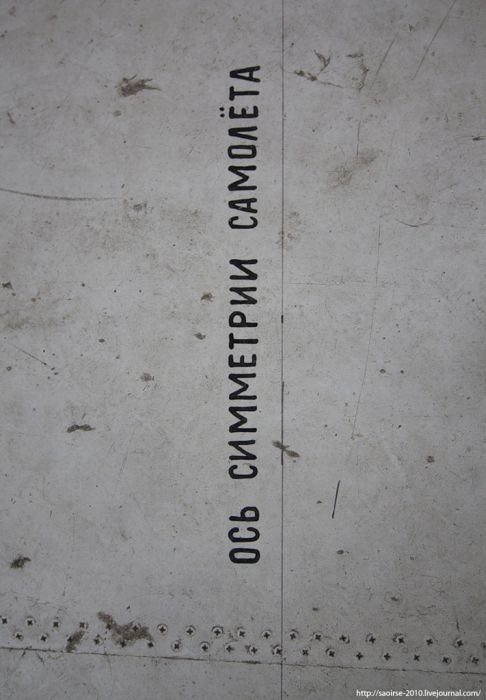 ОСЬ СИММЕТРИИ САМОЛЁТА
http://saoirse-2010.livejournal.com/